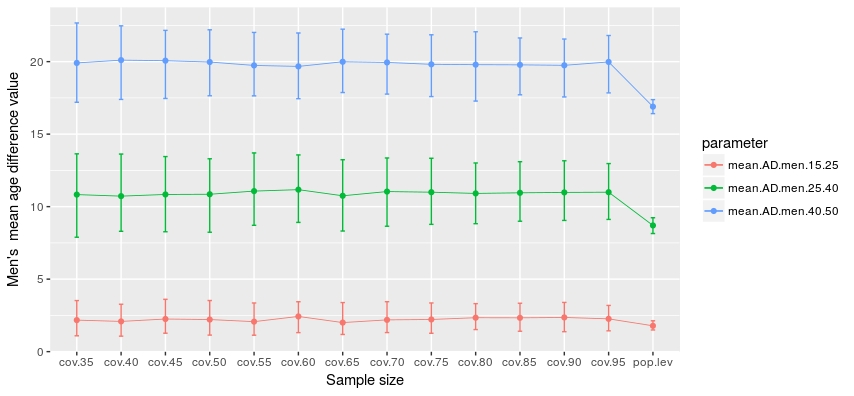 Men's  mean age difference value
20
15
10
5
0
cov.35 cov.40 cov.45 cov.50 cov.55 cov.60 cov.65 cov.70 cov.75 cov.80 cov.85 cov.90 cov.95 pop.lev
Sample size
parameter
mean.AD.men.15.25
mean.AD.men.25.40
mean.AD.men.40.50